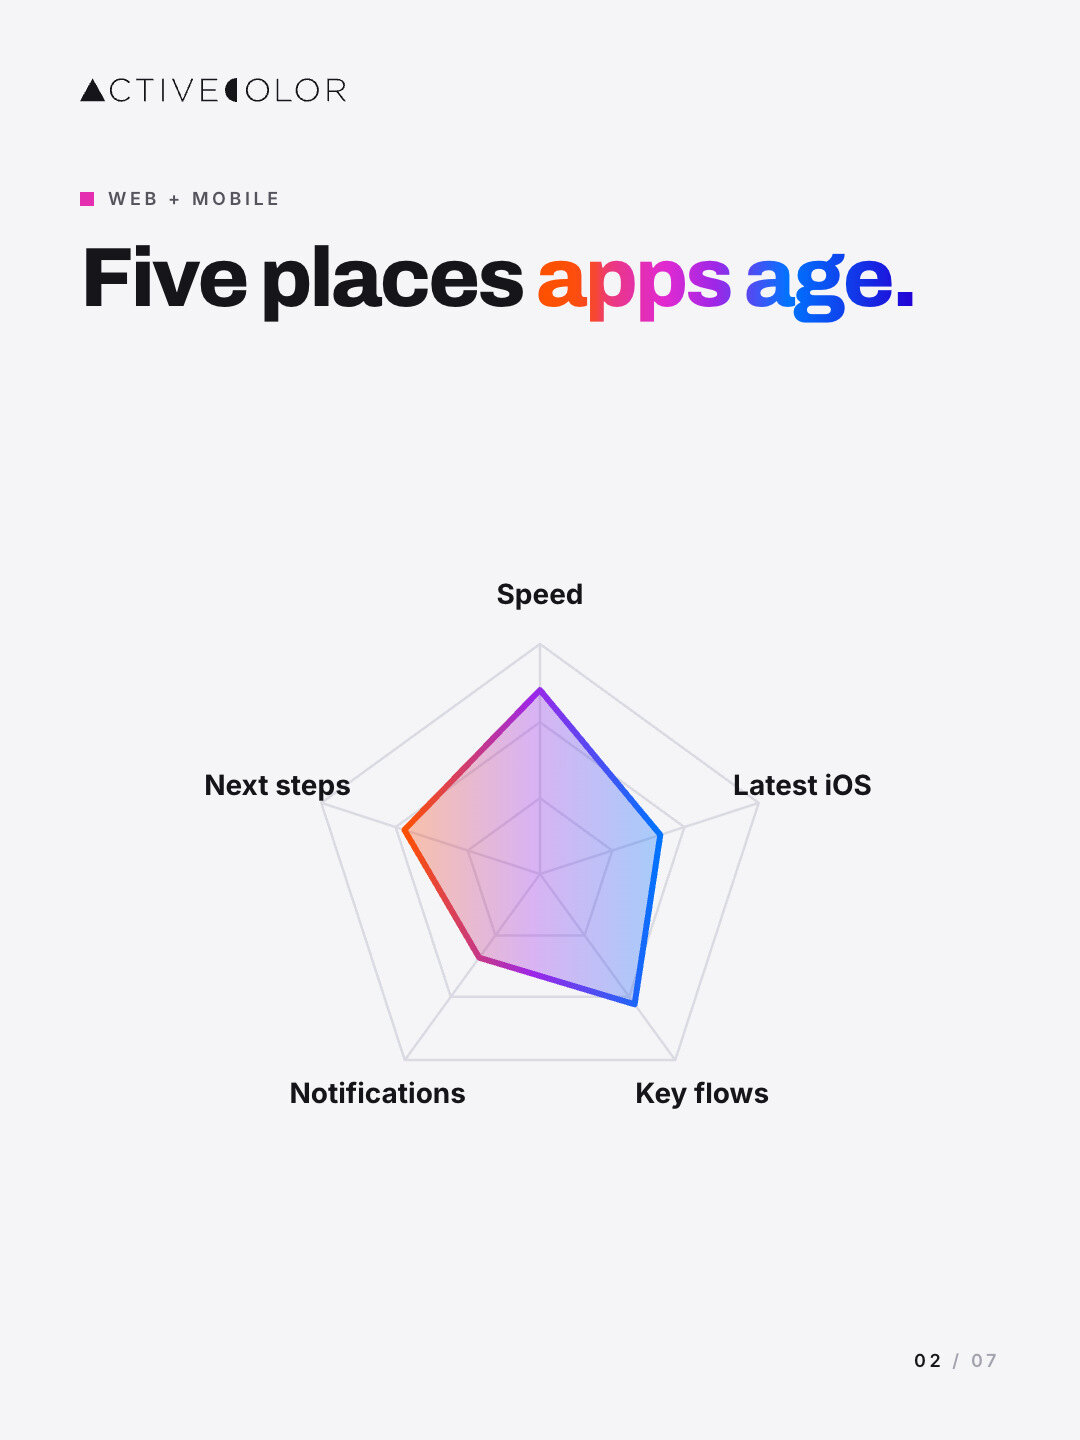 ACTIVECOLOR
WEB + MOBILE
Five places apps age.
Speed
Next steps
Latest iOS
Notifications
Key flows
02 / 07